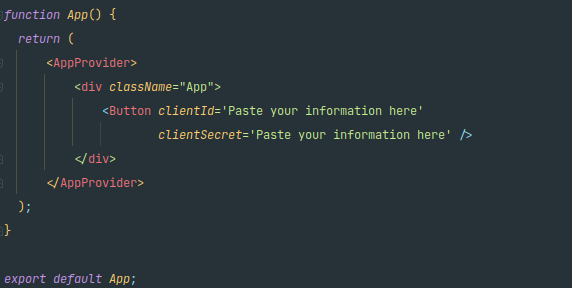 function App() {
  return (
    <AppProvider>
      <div className="App">
        <Button clientId='Paste your information here'
                clientSecret='Paste your information here' />
      </div>
    </AppProvider>
  );
}

export default App;